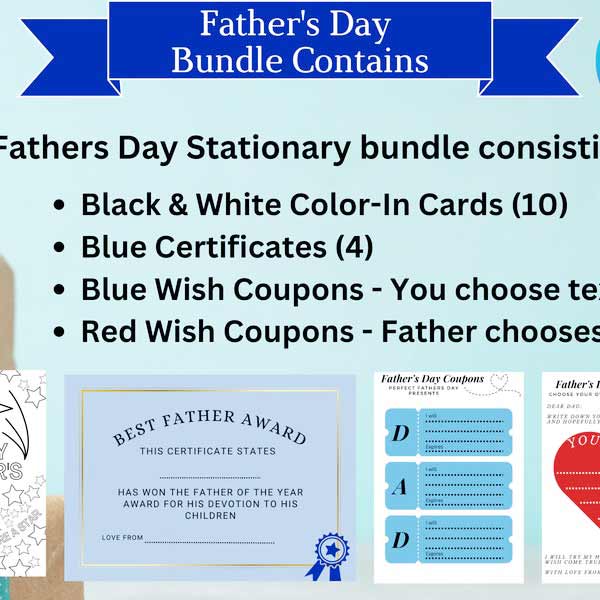 Father's Day
Bundle Contains
Fathers Day Stationary bundle consisti
• Black & White Color-In Cards (10)
• Blue Certificates (4)
• Blue Wish Coupons - You choose te
• Red Wish Coupons - Father chooses
BEST FATHER AWARD
THIS CERTIFICATE STATES
HAS WON THE FATHER OF THE YEAR
AWARD FOR HIS DEVOTION TO HIS
CHILDREN
LOVE FROM
Father's Day Coupons
PERFECT FATHERS DAY
PRESENTS
D
I will
Expires
A
I will
Expires
D
I will
Expires
Father's D
CHOOSE YOUR O
DEAR DAD:
WRITE DOWN YO
AND HOPEFULLY
YOU
I WILL TRY MY
WISH COME TRU
WITH LOVE FROM